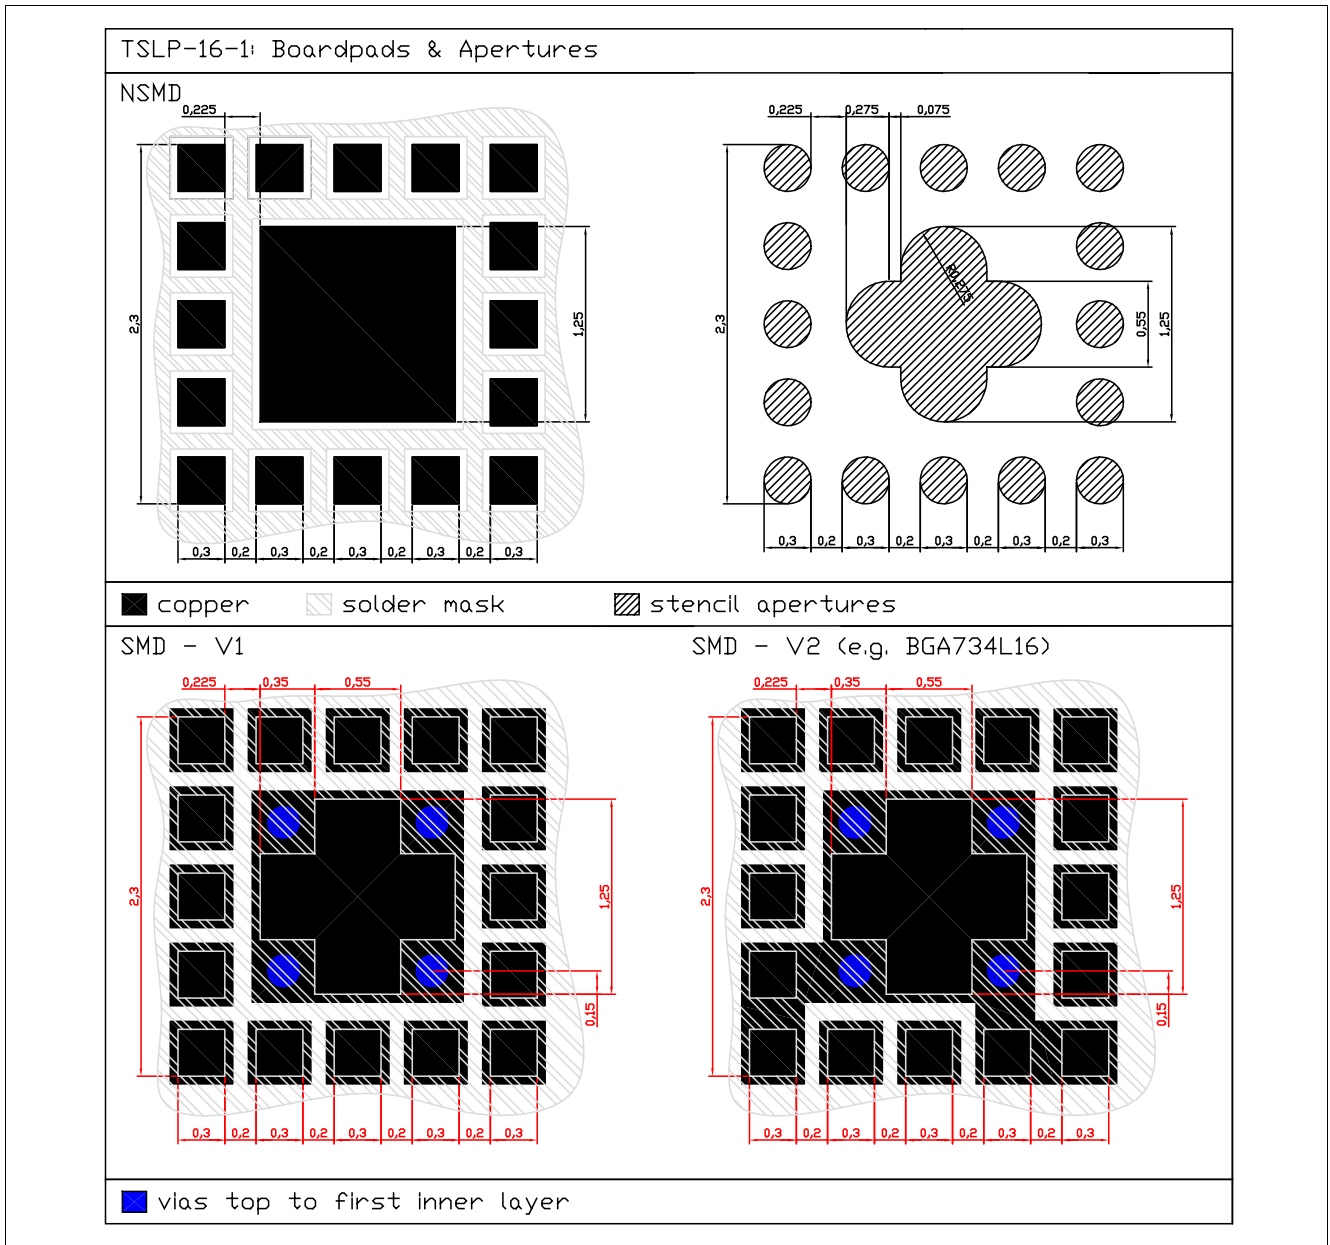 TSLP-16-1: Boardpads & Apertures
NSMD
0,225
0,225 0,275 0,075
2,3
1,25
2,3
R0,275
0,55
1,25
0,3 0,2 0,3 0,2 0,3 0,2 0,3 0,2 0,3
0,3 0,2 0,3 0,2 0,3 0,2 0,3 0,2 0,3
copper solder mask stencil apertures
SMD - V1
SMD - V2 (e.g. BGA734L16)
0,225 0,35 0,55
0,225 0,35 0,55
2,3
1,25
0,15
2,3
1,25
0,15
0,3 0,2 0,3 0,2 0,3 0,2 0,3 0,2 0,3
0,3 0,2 0,3 0,2 0,3 0,2 0,3 0,2 0,3
vias top to first inner layer